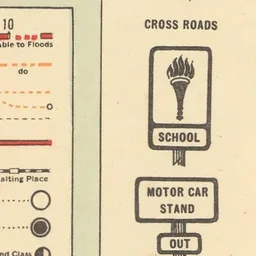 10
able to Floods
do
alting Place
nd Class
CROSS ROADS
SCHOOL
MOTOR CAR
STAND
OUT